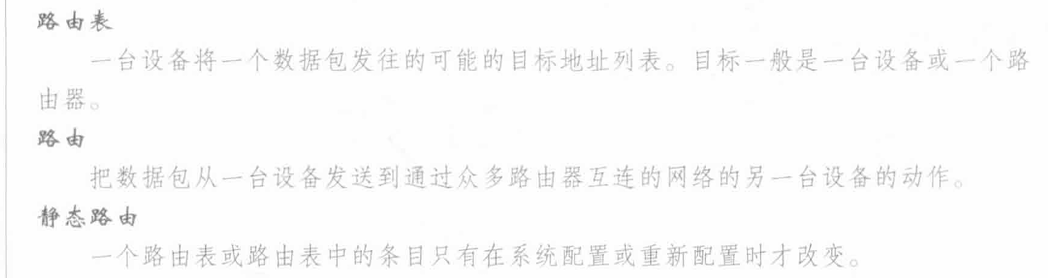 路由表
一台设备将一个数据包发往的可能的目标地址列表。目标一般是一台设备或一个路
由器。
路由
把数据包从一台设备发送到通过众多路由器互连的网络的另一台设备的动作。
静态路由
一个路由表或路由表中的条目只有在系统配置或重新配置时才改变。